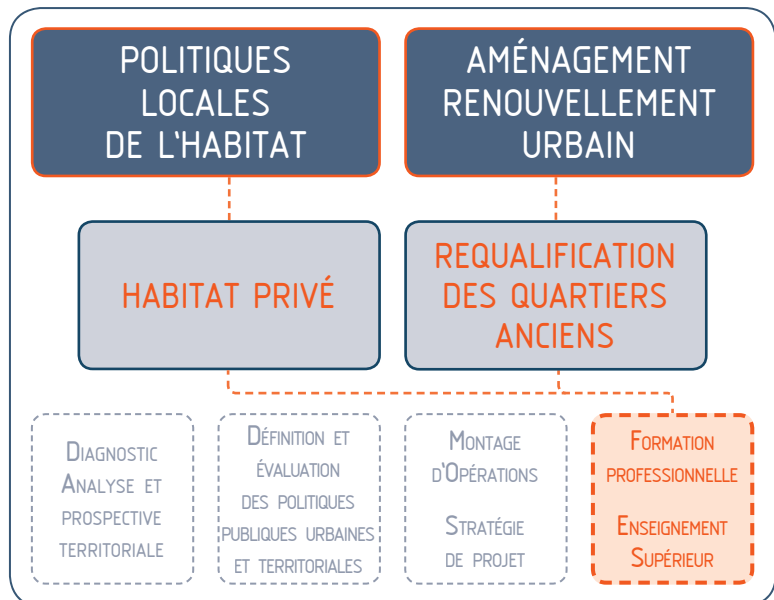 POLITIQUES
LOCALES
DE L'HABITAT
AMÉNAGEMENT
RENOUVELLEMENT
URBAIN
HABITAT PRIVÉ
REQUALIFICATION
DES QUARTIERS
ANCIENS
DIAGNOSTIC
ANALYSE ET
PROSPECTIVE
TERRITORIALE
DÉFINITION ET
ÉVALUATION
DES POLITIQUES
PUBLIQUES URBAINES
ET TERRITORIALES
MONTAGE
D'OPÉRATIONS
STRATÉGIE
DE PROJET
FORMATION
PROFESSIONNELLE
ENSEIGNEMENT
SUPÉRIEUR